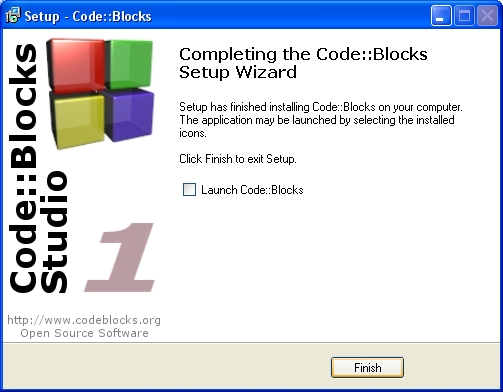 Setup - Code::Blocks
Code::Blocks
Studio
1
http://www.codeblocks.org
Open Source Software
Completing the Code::Blocks
Setup Wizard
Setup has finished installing Code::Blocks on your computer.
The application may be launched by selecting the installed
icons.
Click Finish to exit Setup.
Launch Code::Blocks
Finish